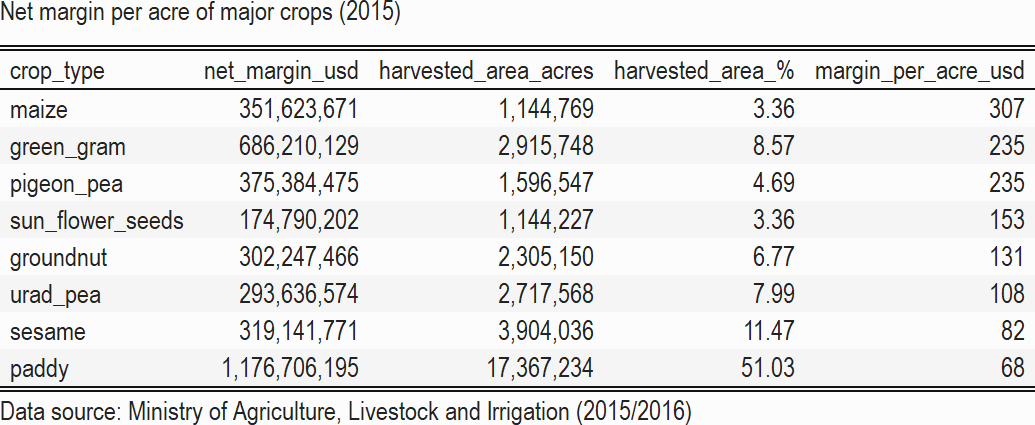 Net margin per acre of major crops (2015)
crop_type net_margin_usd harvested_area_acres harvested_area_% margin_per_acre_usd
maize 351,623,671 1,144,769 3.36 307
green_gram 686,210,129 2,915,748 8.57 235
pigeon_pea 375,384,475 1,596,547 4.69 235
sun_flower_seeds 174,790,202 1,144,227 3.36 153
groundnut 302,247,466 2,305,150 6.77 131
urad_pea 293,636,574 2,717,568 7.99 108
sesame 319,141,771 3,904,036 11.47 82
paddy 1,176,706,195 17,367,234 51.03 68
Data source: Ministry of Agriculture, Livestock and Irrigation (2015/2016)